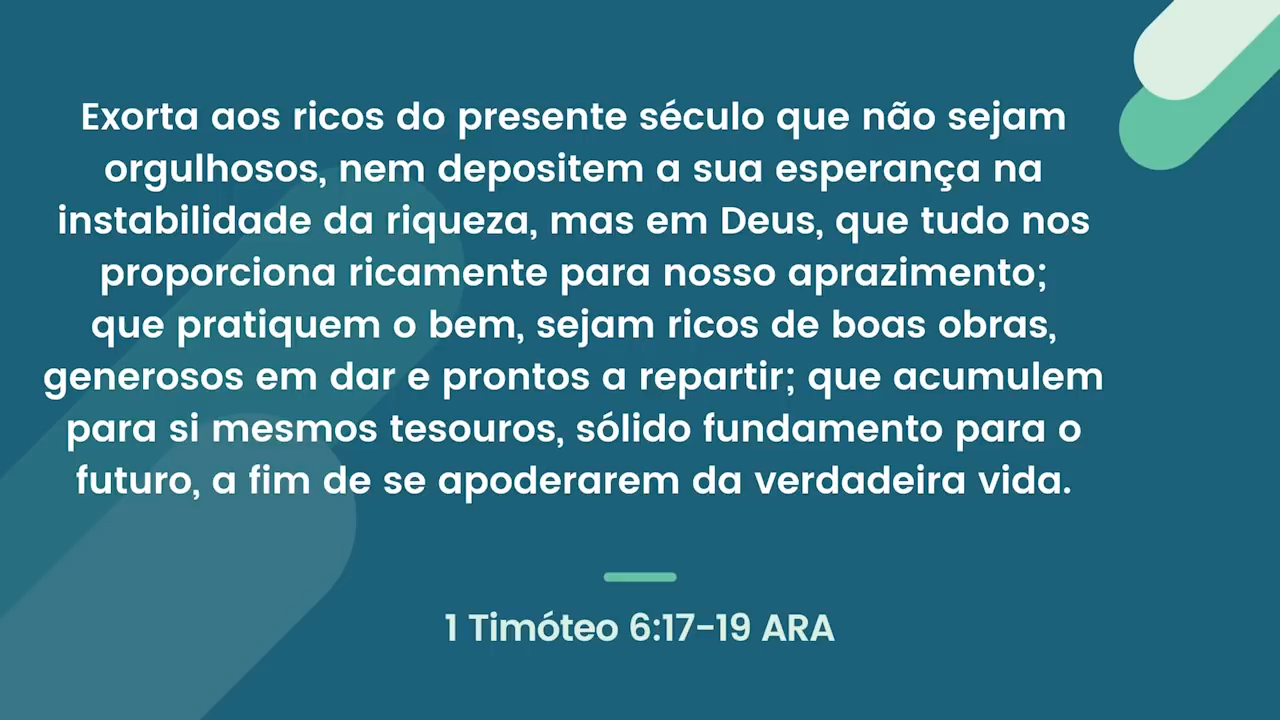 Exorta aos ricos do presente século que não sejam
orgulhosos, nem depositem a sua esperança na
instabilidade da riqueza, mas em Deus, que tudo nos
proporciona ricamente para nosso aprazimento;
que pratiquem o bem, sejam ricos de boas obras,
generosos em dar e prontos a repartir; que acumulem
para si mesmos tesouros, sólido fundamento para o
futuro, a fim de se apoderarem da verdadeira vida.
1 Timóteo 6:17-19 ARA